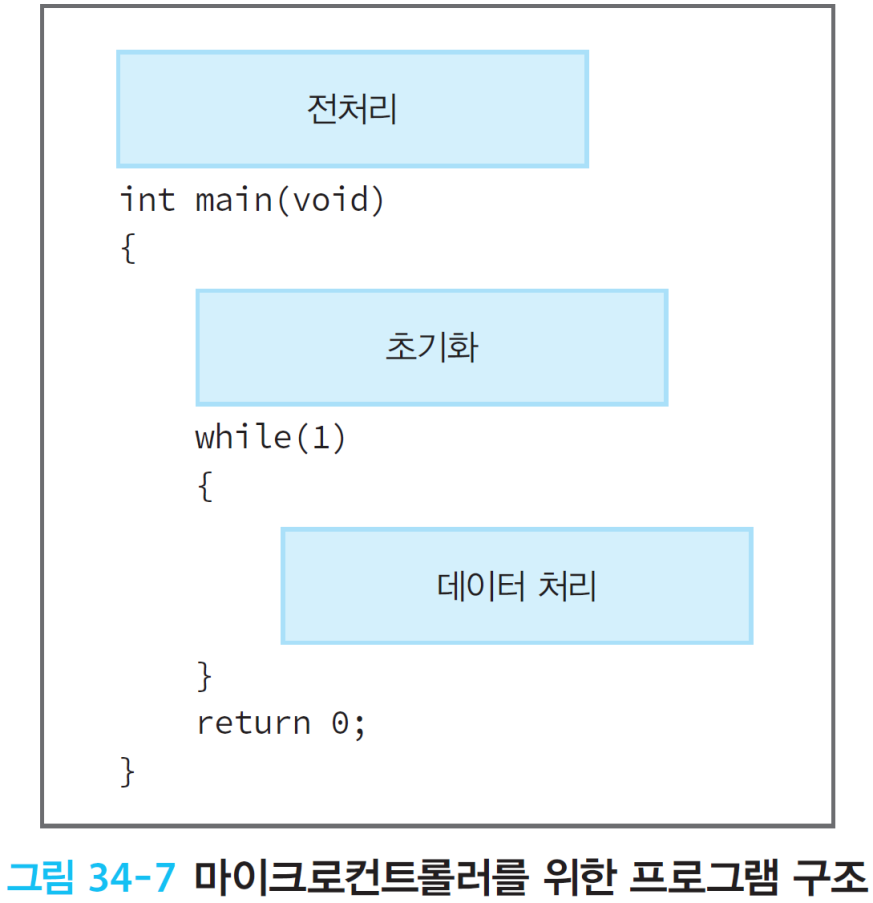 전처리
int main(void)
{
초기화
while(1)
{
데이터 처리
}
return 0;
}
그림 34-7 마이크로컨트롤러를 위한 프로그램 구조